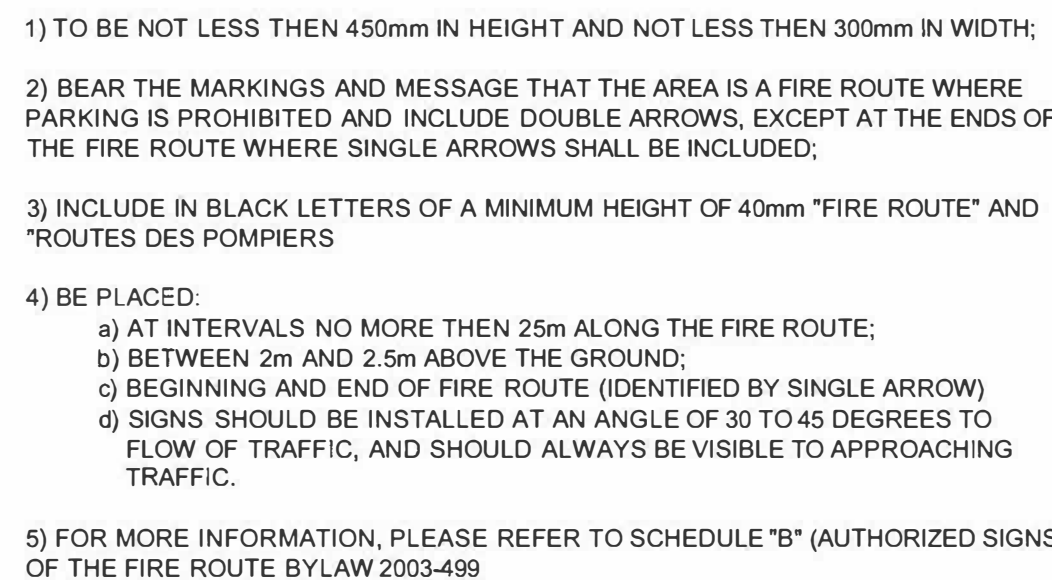 1) TO BE NOT LESS THEN 450mm IN HEIGHT AND NOT LESS THEN 300mm IN WIDTH;
2) BEAR THE MARKINGS AND MESSAGE THAT THE AREA IS A FIRE ROUTE WHERE
PARKING IS PROHIBITED AND INCLUDE DOUBLE ARROWS, EXCEPT AT THE ENDS OF
THE FIRE ROUTE WHERE SINGLE ARROWS SHALL BE INCLUDED;
3) INCLUDE IN BLACK LETTERS OF A MINIMUM HEIGHT OF 40mm "FIRE ROUTE" AND
"ROUTES DES POMPIERS
4) BE PLACED:
a) AT INTERVALS NO MORE THEN 25m ALONG THE FIRE ROUTE;
b) BETWEEN 2m AND 2.5m ABOVE THE GROUND;
c) BEGINNING AND END OF FIRE ROUTE (IDENTIFIED BY SINGLE ARROW)
d) SIGNS SHOULD BE INSTALLED AT AN ANGLE OF 30 TO 45 DEGREES TO
FLOW OF TRAFFIC, AND SHOULD ALWAYS BE VISIBLE TO APPROACHING
TRAFFIC.
5) FOR MORE INFORMATION, PLEASE REFER TO SCHEDULE "B" (AUTHORIZED SIGNS
OF THE FIRE ROUTE BYLAW 2003-499